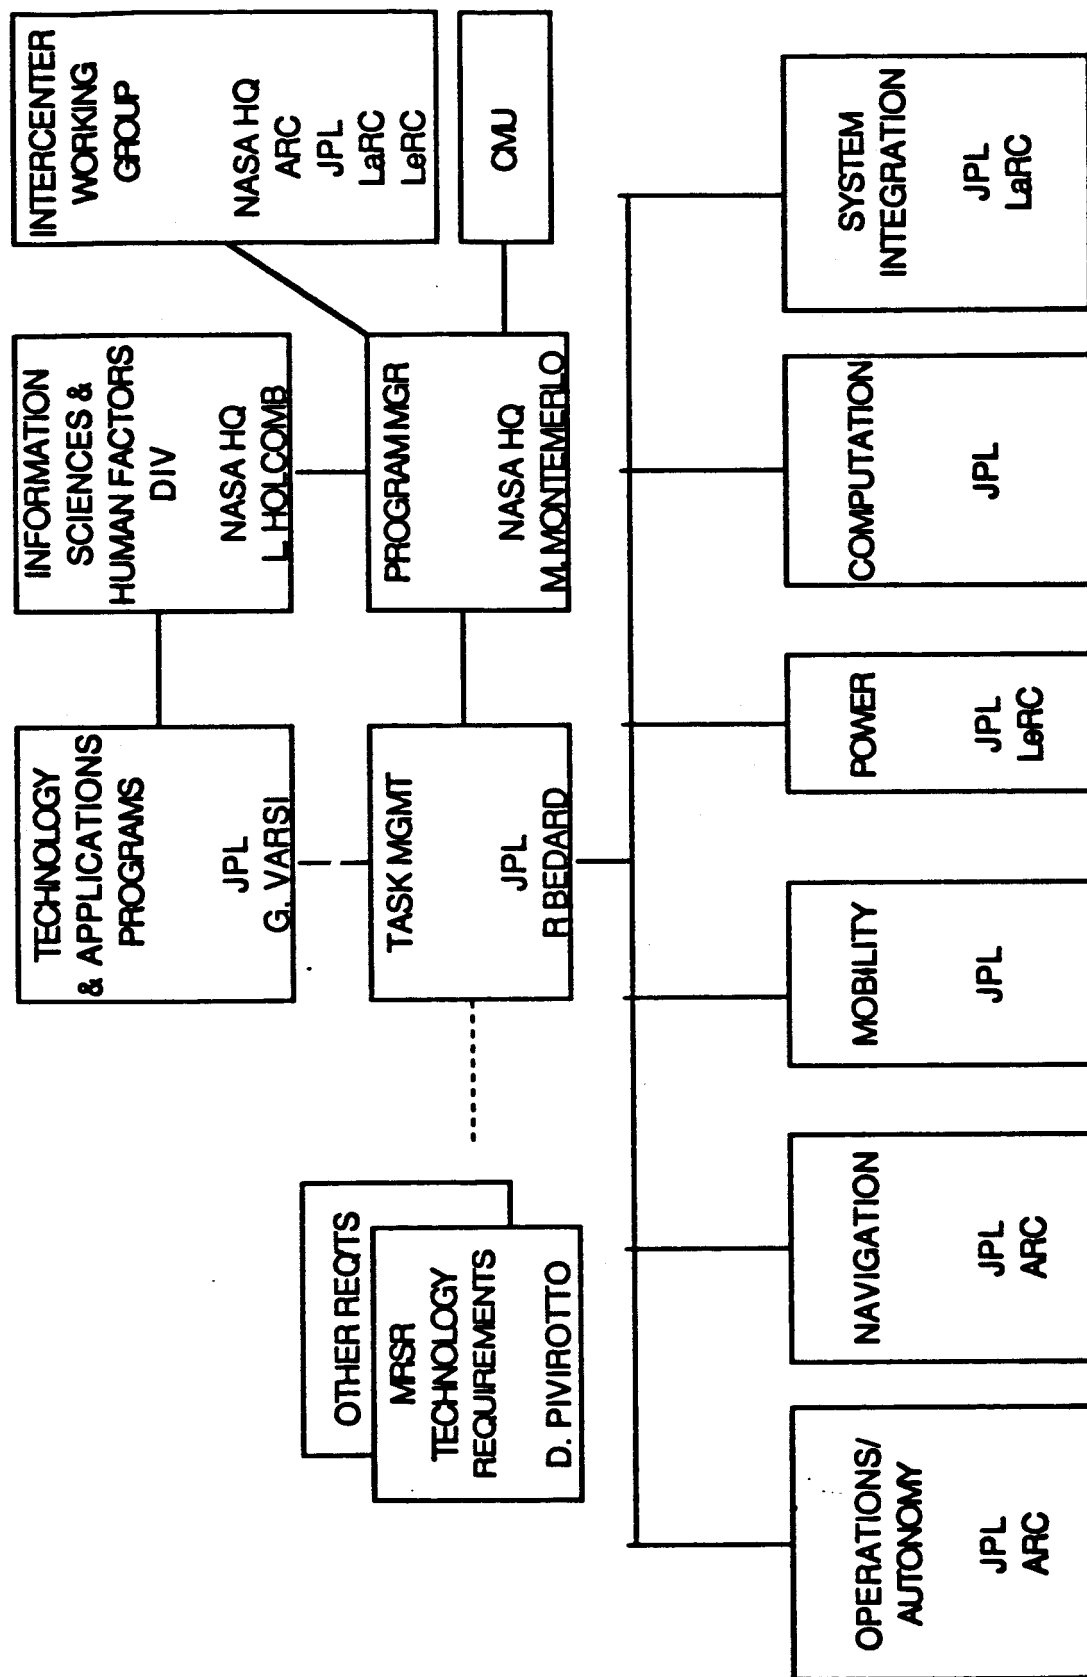 TECHNOLOGY
& APPLICATIONS
PROGRAMS
JPL
G. VARSI
INFORMATION
SCIENCES &
HUMAN FACTORS
DIV
NASA HQ
L. HOLCOMB
INTERCENTER
WORKING
GROUP
NASA HQ
ARC
JPL
LaRC
LeRC
OTHER REQTS
MRSR
TECHNOLOGY
REQUIREMENTS
D. PIVIROTTO
TASK MGMT
JPL
R BEDARD
PROGRAM MGR
NASA HQ
M. MONTEMERLO
CMU
OPERATIONS/
AUTONOMY
JPL
ARC
NAVIGATION
JPL
ARC
MOBILITY
JPL
POWER
JPL
LeRC
COMPUTATION
JPL
SYSTEM
INTEGRATION
JPL
LaRC